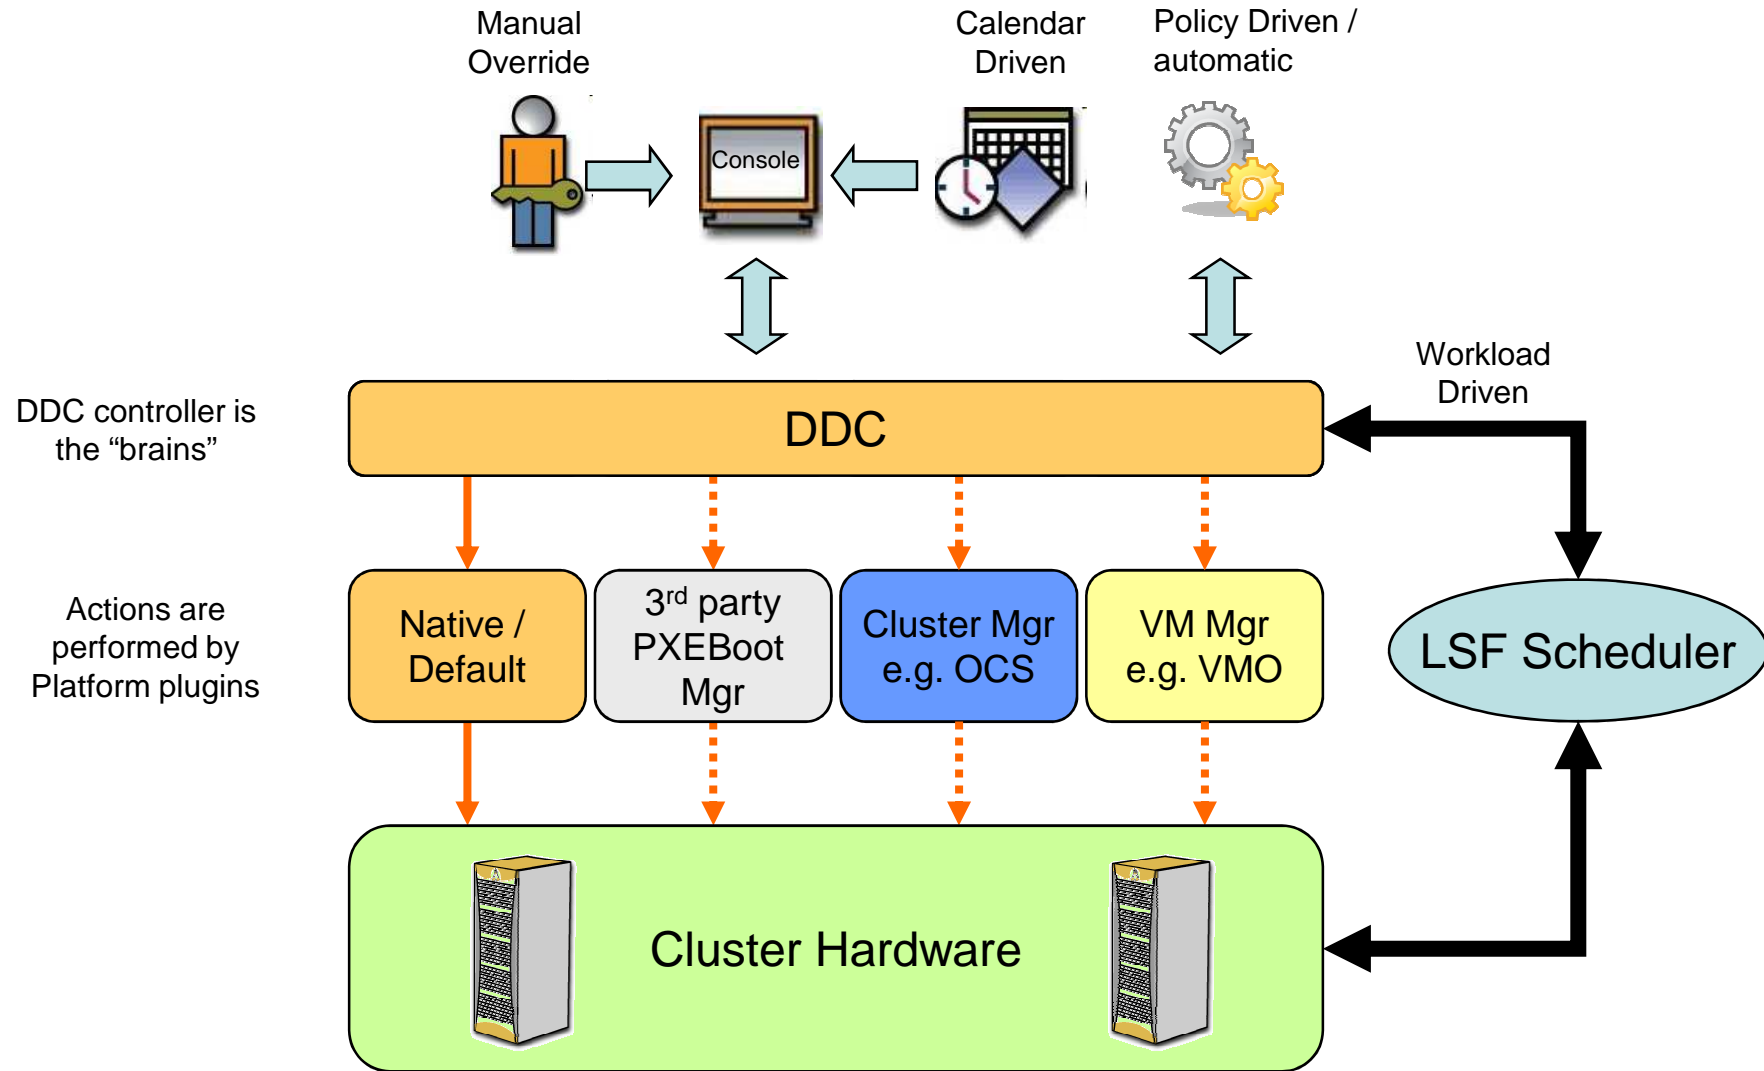 Manual
Override
Calendar
Driven
Policy Driven /
automatic
Console
Workload
Driven
DDC controller is
the “brains”
DDC
Actions are
performed by
Platform plugins
Native /
Default
3rd party
PXEBoot
Mgr
Cluster Mgr
e.g. OCS
VM Mgr
e.g. VMO
LSF Scheduler
Cluster Hardware